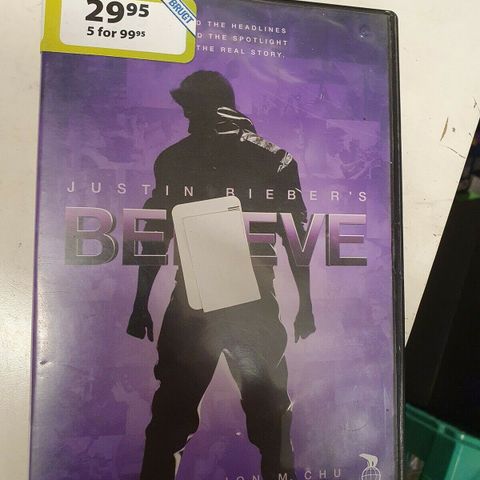 29.95
BRUGT
5 for 99.95
D THE HEADLINES
D THE SPOTLIGHT
THE REAL STORY.
JUSTIN BIEBER'S
BE EVE
JON M. CHU